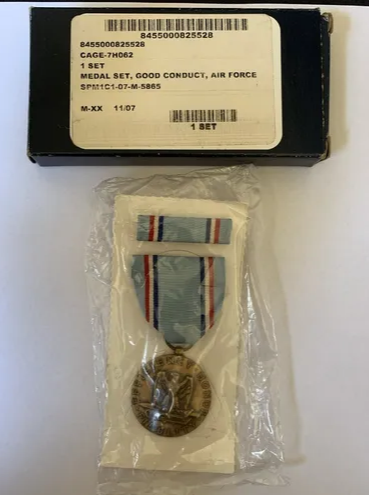 8455000825528
8455000825528
CAGE-7H062
1 SET
MEDAL SET, GOOD CONDUCT, AIR FORCE
SPM1C1-07-M-5865
M-XX 11/07
1 SET